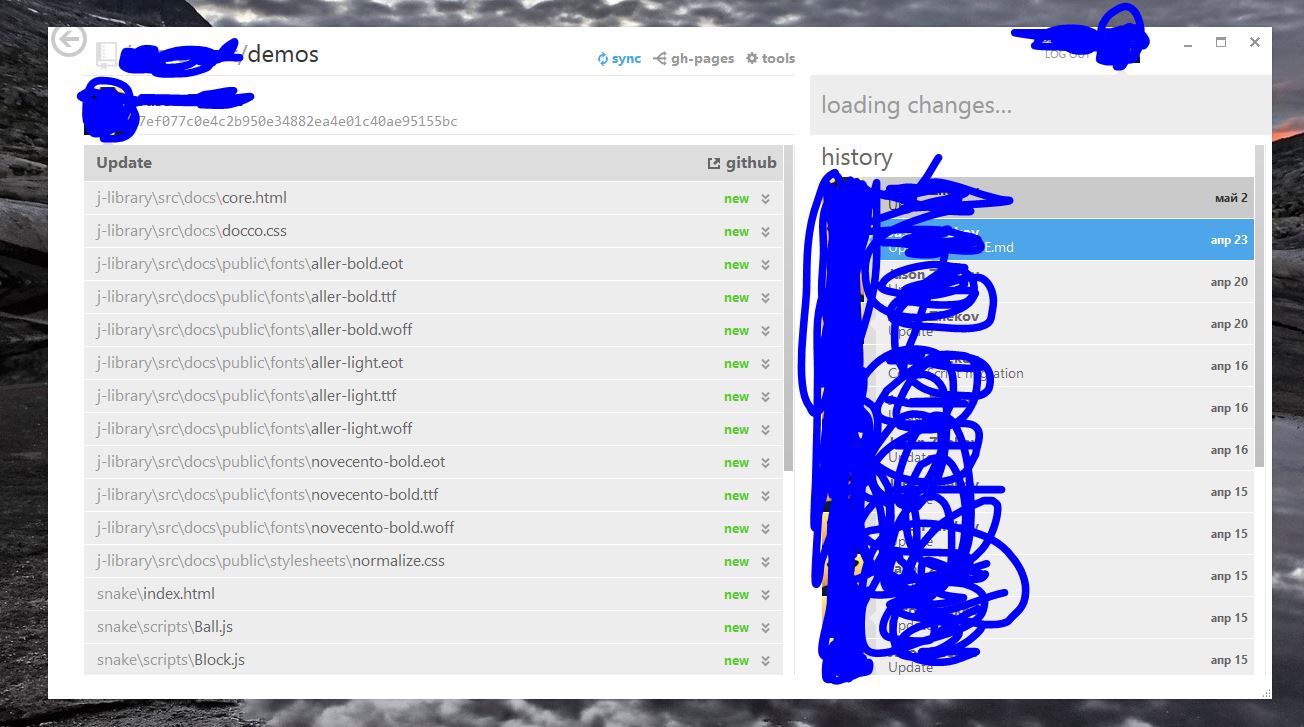 /demos
sync
gh-pages
tools
LOG OUT
7ef077c0e4c2b950e34882ea4e01c40ae95155bc
loading changes...
Update
github
j-library\src\docs\core.html new
j-library\src\docs\docco.css new
j-library\src\docs\public\fonts\aller-bold.eot new
j-library\src\docs\public\fonts\aller-bold.ttf new
j-library\src\docs\public\fonts\aller-bold.woff new
j-library\src\docs\public\fonts\aller-light.eot new
j-library\src\docs\public\fonts\aller-light.ttf new
j-library\src\docs\public\fonts\aller-light.woff new
j-library\src\docs\public\fonts\novecento-bold.eot new
j-library\src\docs\public\fonts\novecento-bold.ttf new
j-library\src\docs\public\fonts\novecento-bold.woff new
j-library\src\docs\public\stylesheets\normalize.css new
snake\index.html new
snake\scripts\Ball.js new
snake\scripts\Block.js new
history
май 2
апр 23
апр 20
Update
апр 20
апр 16
апр 16
Update
апр 16
апр 15
Update
апр 15
апр 15
Update
апр 15
Update
апр 15